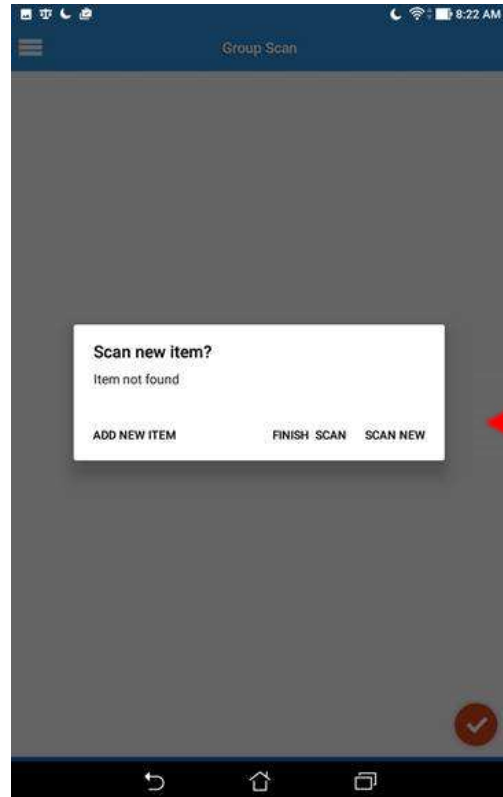 8:22 AM
Group Scan
Scan new item?
Item not found
ADD NEW ITEM FINISH SCAN SCAN NEW